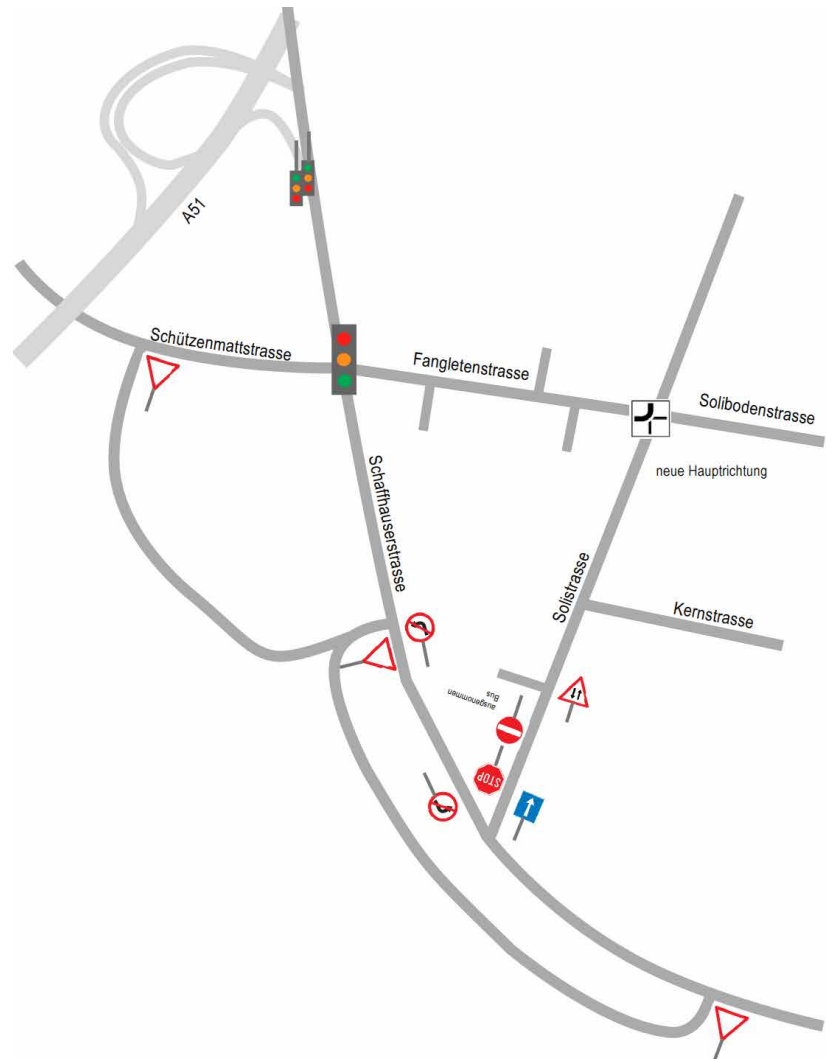 A51
Schützenmattstrasse
Fangletenstrasse
Solibodenstrasse
neue Hauptrichtung
Schaffhauserstrasse
Solistrasse
Kernstrasse
ausgenommen
Bus
STOP